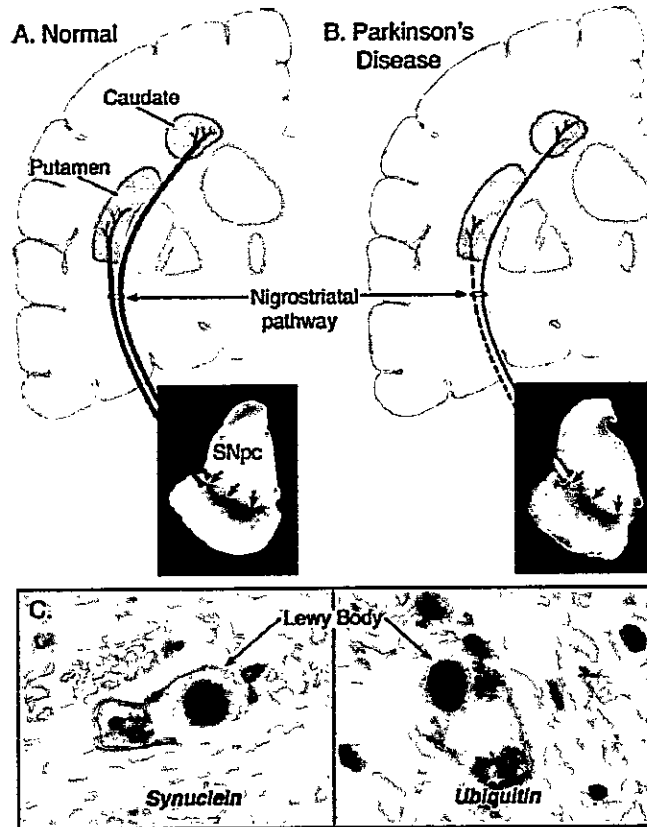 A. Normal
B. Parkinson's
Disease
Caudate
Putamen
Nigrostriatal
pathway
SNpc
C.
Lewy Body
Synuclein
Ubiquitin